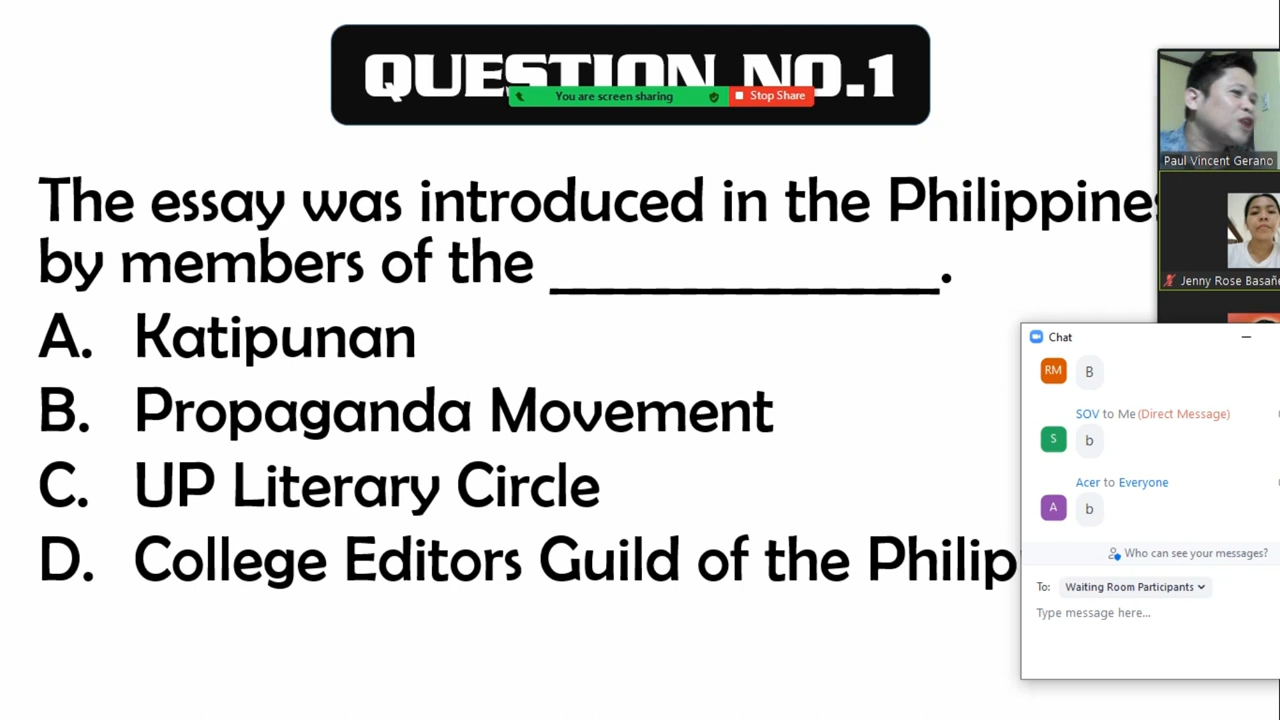 QUESTION NO.1
You are screen sharing
Stop Share
The essay was introduced in the Philippines
by members of the _______________.
A. Katipunan
B. Propaganda Movement
C. UP Literary Circle
D. College Editors Guild of the Philip
Paul Vincent Gerano
Jenny Rose Basañe
Chat
RM
B
SOV to Me (Direct Message)
S
b
Acer to Everyone
A
b
Who can see your messages?
To: Waiting Room Participants
Type message here...